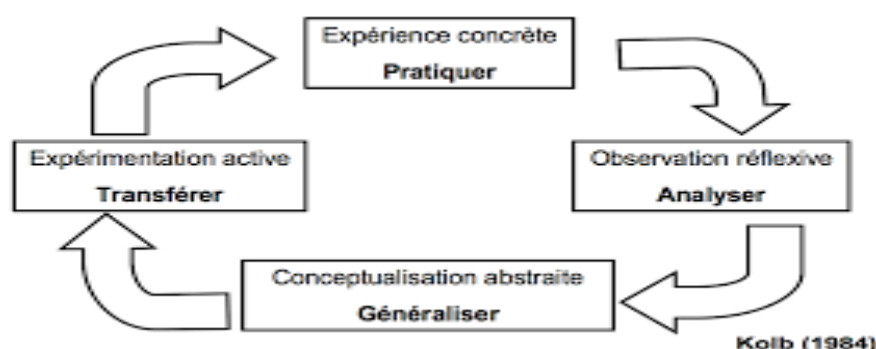 Expérience concrète
Pratiquer
Expérimentation active
Transférer
Observation réflexive
Analyser
Conceptualisation abstraite
Généraliser
Kolb (1984)